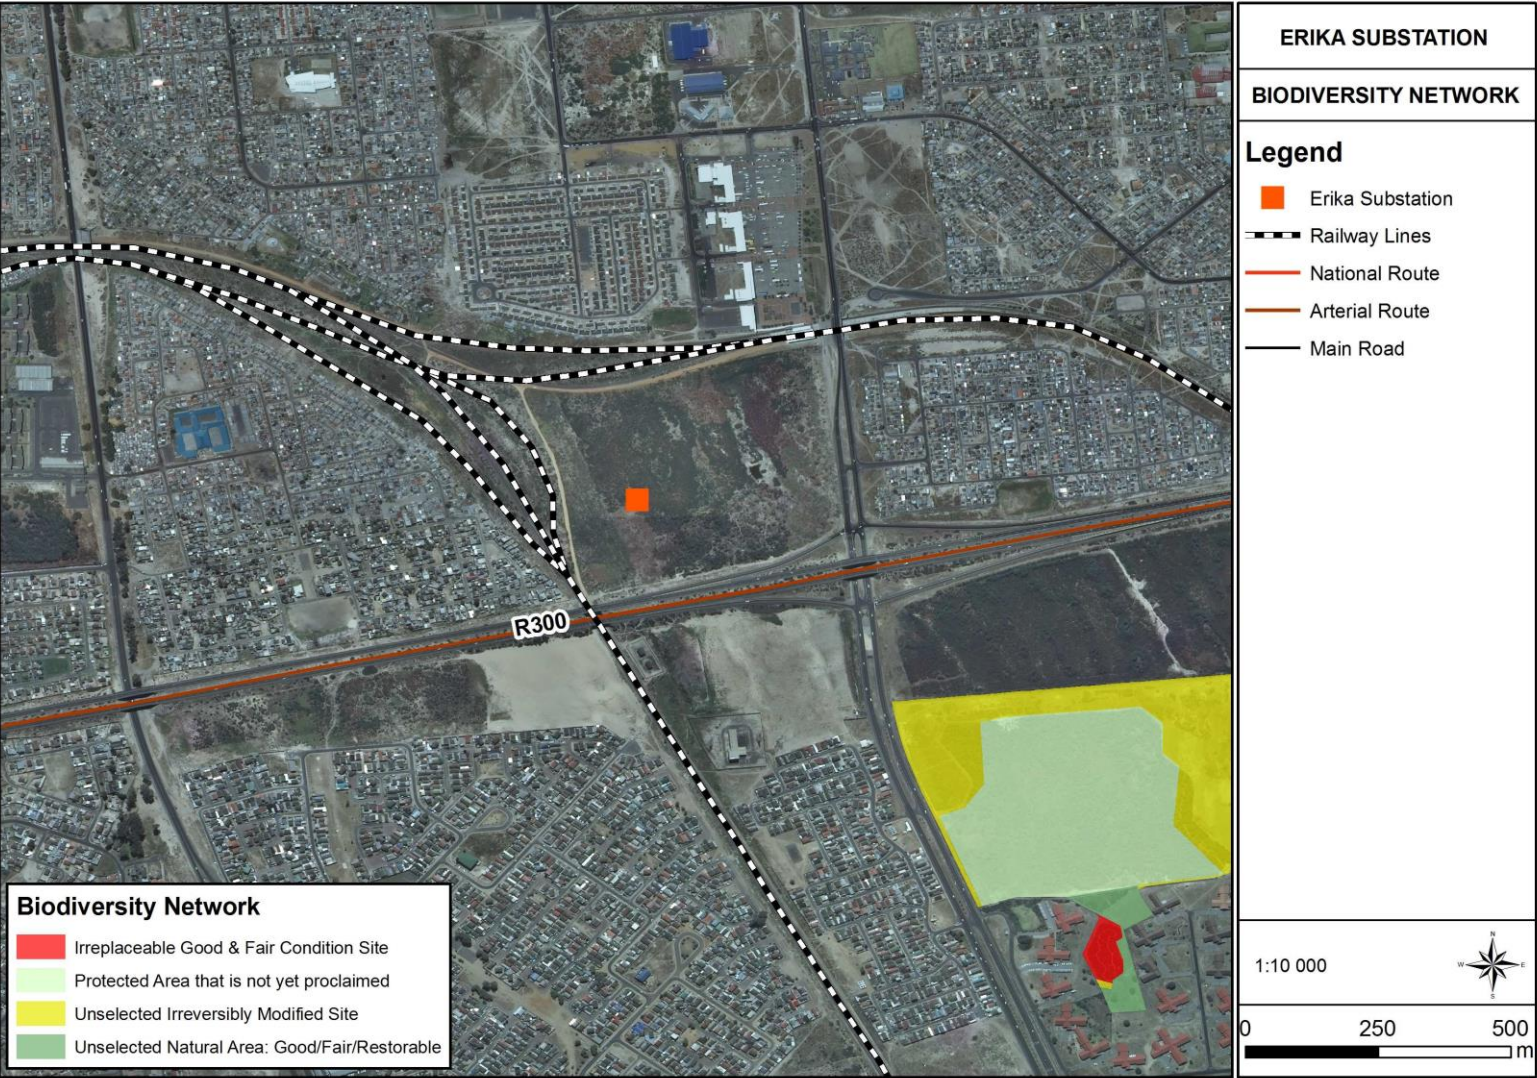 ERIKA SUBSTATION
BIODIVERSITY NETWORK
Legend
Erika Substation
Railway Lines
National Route
Arterial Route
Main Road
R300
Biodiversity Network
Irreplaceable Good & Fair Condition Site
Protected Area that is not yet proclaimed
Unselected Irreversibly Modified Site
Unselected Natural Area: Good/Fair/Restorable
1:10 000
N
W E
S
0 250 500
m